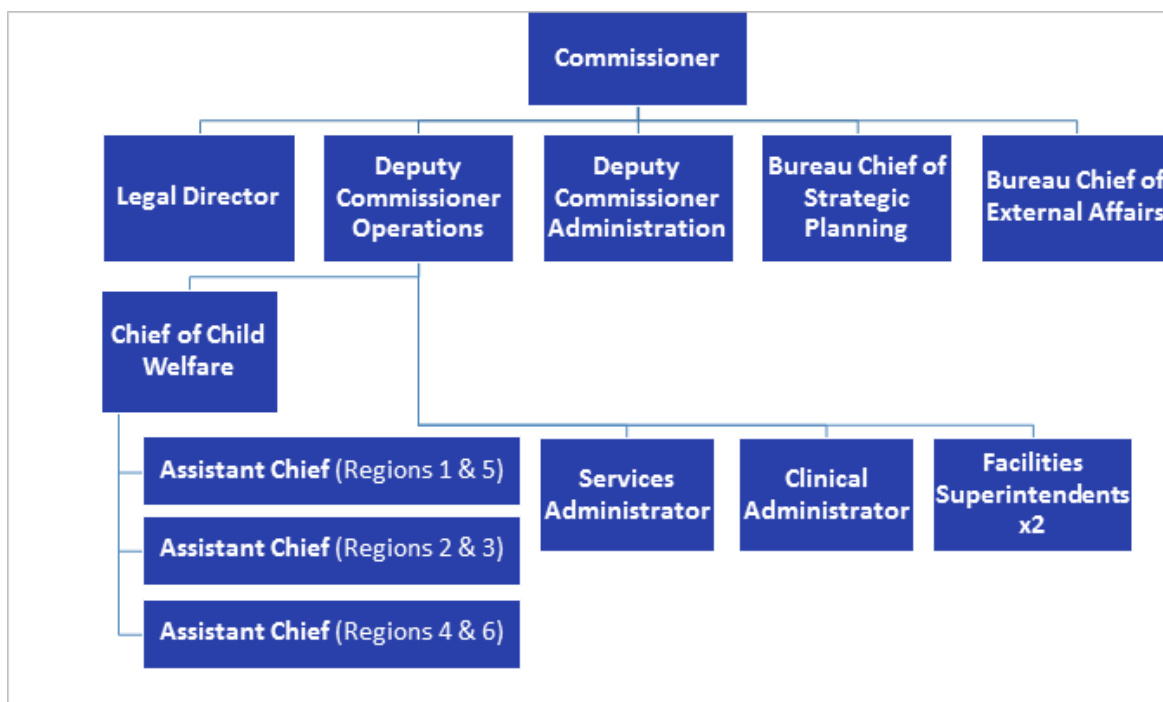 Commissioner
Legal Director
Deputy
Commissioner
Operations
Deputy
Commissioner
Administration
Bureau Chief of
Strategic
Planning
Bureau Chief of
External Affairs
Chief of Child
Welfare
Assistant Chief (Regions 1 & 5)
Assistant Chief (Regions 2 & 3)
Assistant Chief (Regions 4 & 6)
Services
Administrator
Clinical
Administrator
Facilities
Superintendents
x2